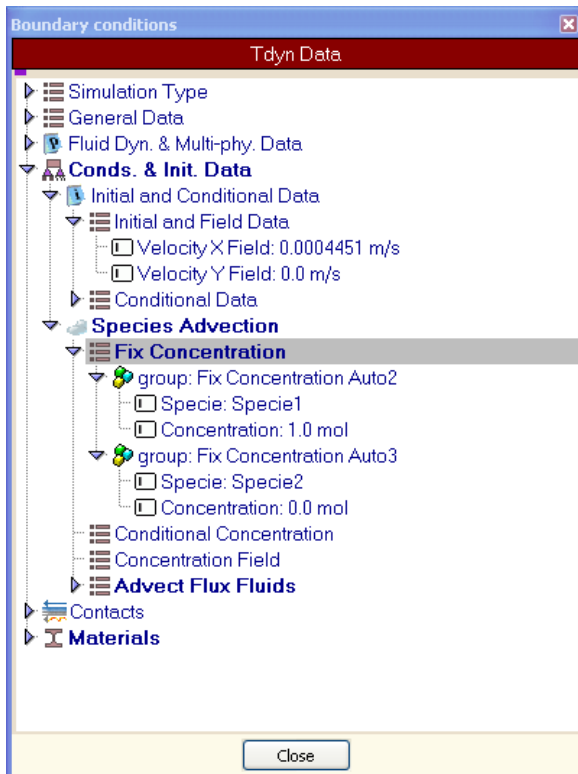 Boundary conditions
Tdyn Data
Simulation Type
General Data
Fluid Dyn. & Multi-phy. Data
Conds. & Init. Data
Initial and Conditional Data
Initial and Field Data
Velocity X Field: 0.0004451 m/s
Velocity Y Field: 0.0 m/s
Conditional Data
Species Advection
Fix Concentration
group: Fix Concentration Auto2
Specie: Specie1
Concentration: 1.0 mol
group: Fix Concentration Auto3
Specie: Specie2
Concentration: 0.0 mol
Conditional Concentration
Concentration Field
Advect Flux Fluids
Contacts
Materials
Close